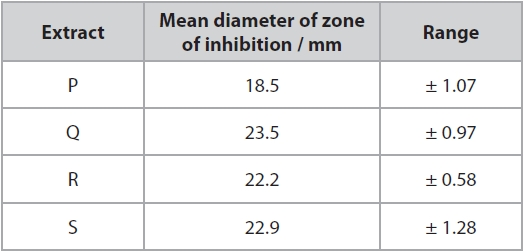 Extract Mean diameter of zone of inhibition / mm Range
P 18.5 ± 1.07
Q 23.5 ± 0.97
R 22.2 ± 0.58
S 22.9 ± 1.28